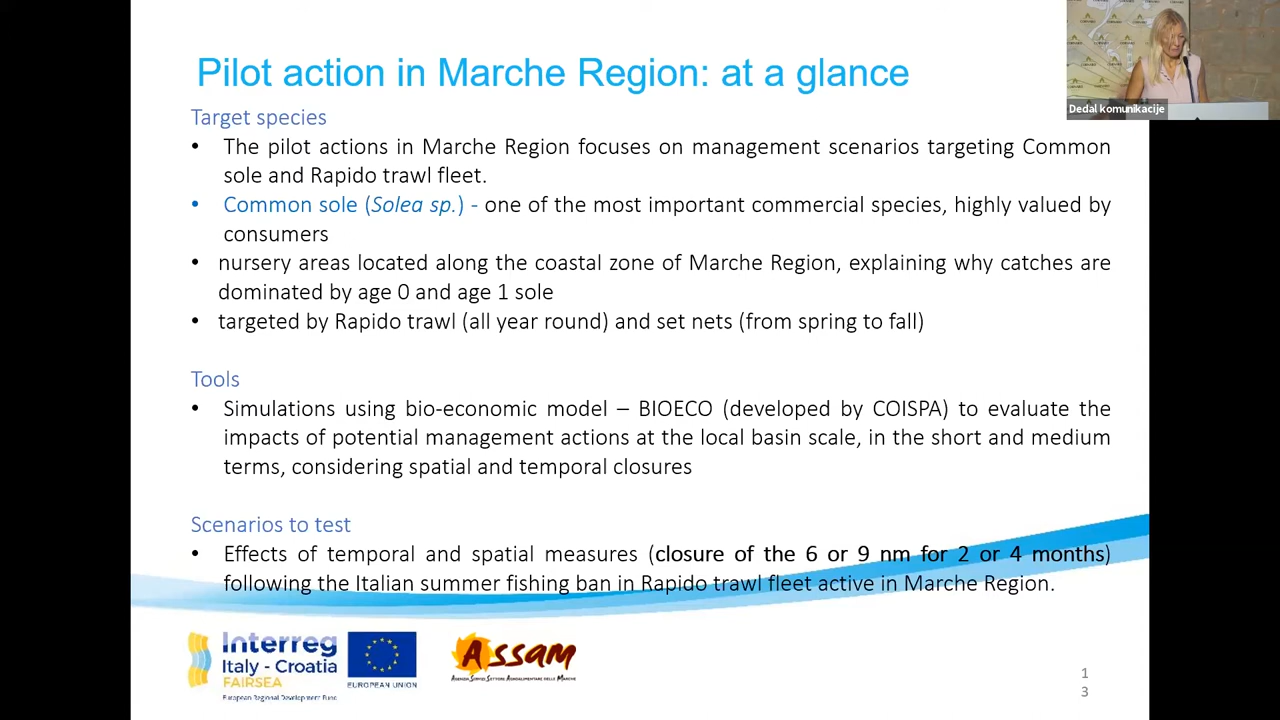 Pilot action in Marche Region: at a glance
Dedal komunikacije
Target species
• The pilot actions in Marche Region focuses on management scenarios targeting Common
sole and Rapido trawl fleet.
• Common sole (Solea sp.) - one of the most important commercial species, highly valued by
consumers
• nursery areas located along the coastal zone of Marche Region, explaining why catches are
dominated by age 0 and age 1 sole
• targeted by Rapido trawl (all year round) and set nets (from spring to fall)
Tools
• Simulations using bio-economic model – BIOECO (developed by COISPA) to evaluate the
impacts of potential management actions at the local basin scale, in the short and medium
terms, considering spatial and temporal closures
Scenarios to test
• Effects of temporal and spatial measures (closure of the 6 or 9 nm for 2 or 4 months)
following the Italian summer fishing ban in Rapido trawl fleet active in Marche Region.
Interreg
Italy - Croatia
FAIRSEA
European Regional Development Fund
EUROPEAN UNION
ASSAM
Agenzia Servizi Settore Agroalimentare delle Marche
1
3